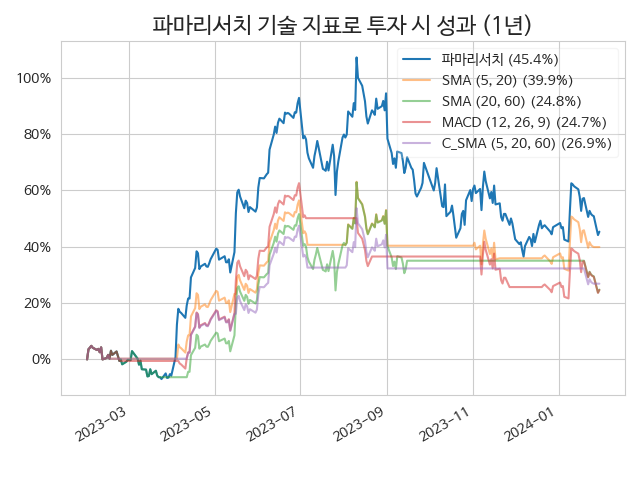 파마리서치 기술 지표로 투자 시 성과 (1년)
파마리서치 (45.4%)
SMA (5, 20) (39.9%)
SMA (20, 60) (24.8%)
MACD (12, 26, 9) (24.7%)
C_SMA (5, 20, 60) (26.9%)
100%
80%
60%
40%
20%
0%
2023-03
2023-05
2023-07
2023-09
2023-11
2024-01